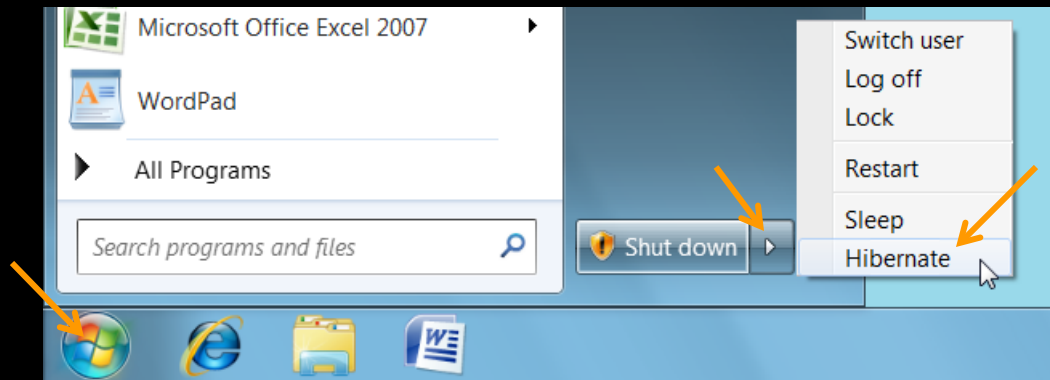 Microsoft Office Excel 2007
WordPad
All Programs
Search programs and files
Shut down
Switch user
Log off
Lock
Restart
Sleep
Hibernate